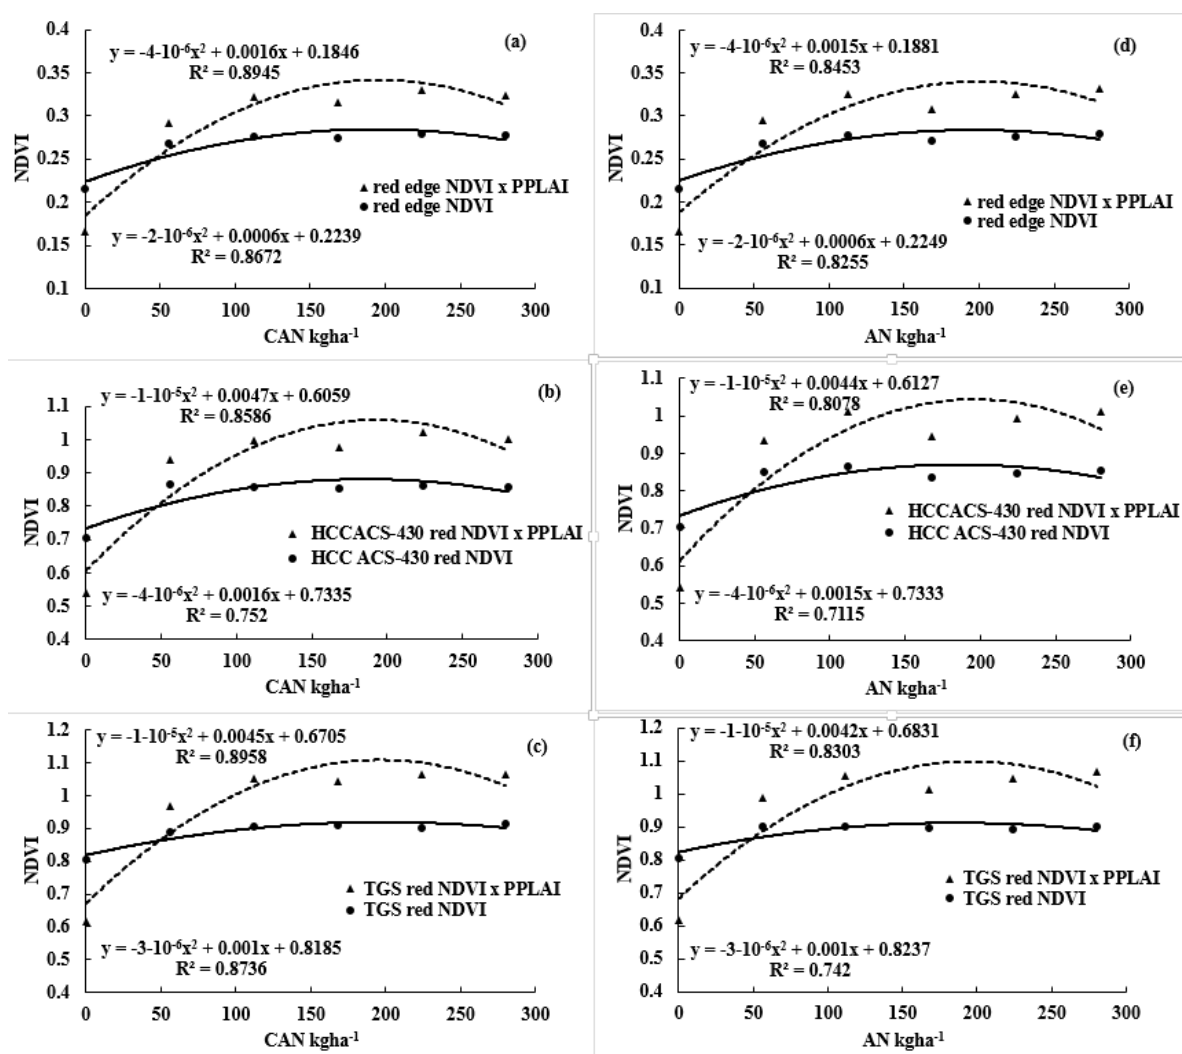 (a)
y = -4-10⁻⁶x² + 0.0016x + 0.1846
R² = 0.8945
NDVI
0.4
0.35
0.3
0.25
0.2
0.15
0.1
red edge NDVI x PPLAI
red edge NDVI
y = -2-10⁻⁶x² + 0.0006x + 0.2239
R² = 0.8672
0 50 100 150 200 250 300
CAN kgha⁻¹
(d)
y = -4-10⁻⁶x² + 0.0015x + 0.1881
R² = 0.8453
NDVI
0.4
0.35
0.3
0.25
0.2
0.15
0.1
red edge NDVI x PPLAI
red edge NDVI
y = -2-10⁻⁶x² + 0.0006x + 0.2249
R² = 0.8255
0 50 100 150 200 250 300
AN kgha⁻¹
(b)
y = -1-10⁻⁵x² + 0.0047x + 0.6059
R² = 0.8586
NDVI
1.1
1
0.9
0.8
0.7
0.6
0.5
0.4
HCCACS-430 red NDVI x PPLAI
HCC ACS-430 red NDVI
y = -4-10⁻⁶x² + 0.0016x + 0.7335
R² = 0.752
0 50 100 150 200 250 300
CAN kgha⁻¹
(e)
y = -1-10⁻⁵x² + 0.0044x + 0.6127
R² = 0.8078
NDVI
1.1
1
0.9
0.8
0.7
0.6
0.5
0.4
HCCACS-430 red NDVI x PPLAI
HCC ACS-430 red NDVI
y = -4-10⁻⁶x² + 0.0015x + 0.7333
R² = 0.7115
0 50 100 150 200 250 300
AN kgha⁻¹
(c)
y = -1-10⁻⁵x² + 0.0045x + 0.6705
R² = 0.8958
NDVI
1.2
1.1
1
0.9
0.8
0.7
0.6
0.5
0.4
TGS red NDVI x PPLAI
TGS red NDVI
y = -3-10⁻⁶x² + 0.001x + 0.8185
R² = 0.8736
0 50 100 150 200 250 300
CAN kgha⁻¹
(f)
y = -1-10⁻⁵x² + 0.0042x + 0.6831
R² = 0.8303
NDVI
1.2
1.1
1
0.9
0.8
0.7
0.6
0.5
0.4
TGS red NDVI x PPLAI
TGS red NDVI
y = -3-10⁻⁶x² + 0.001x + 0.8237
R² = 0.742
0 50 100 150 200 250 300
AN kgha⁻¹